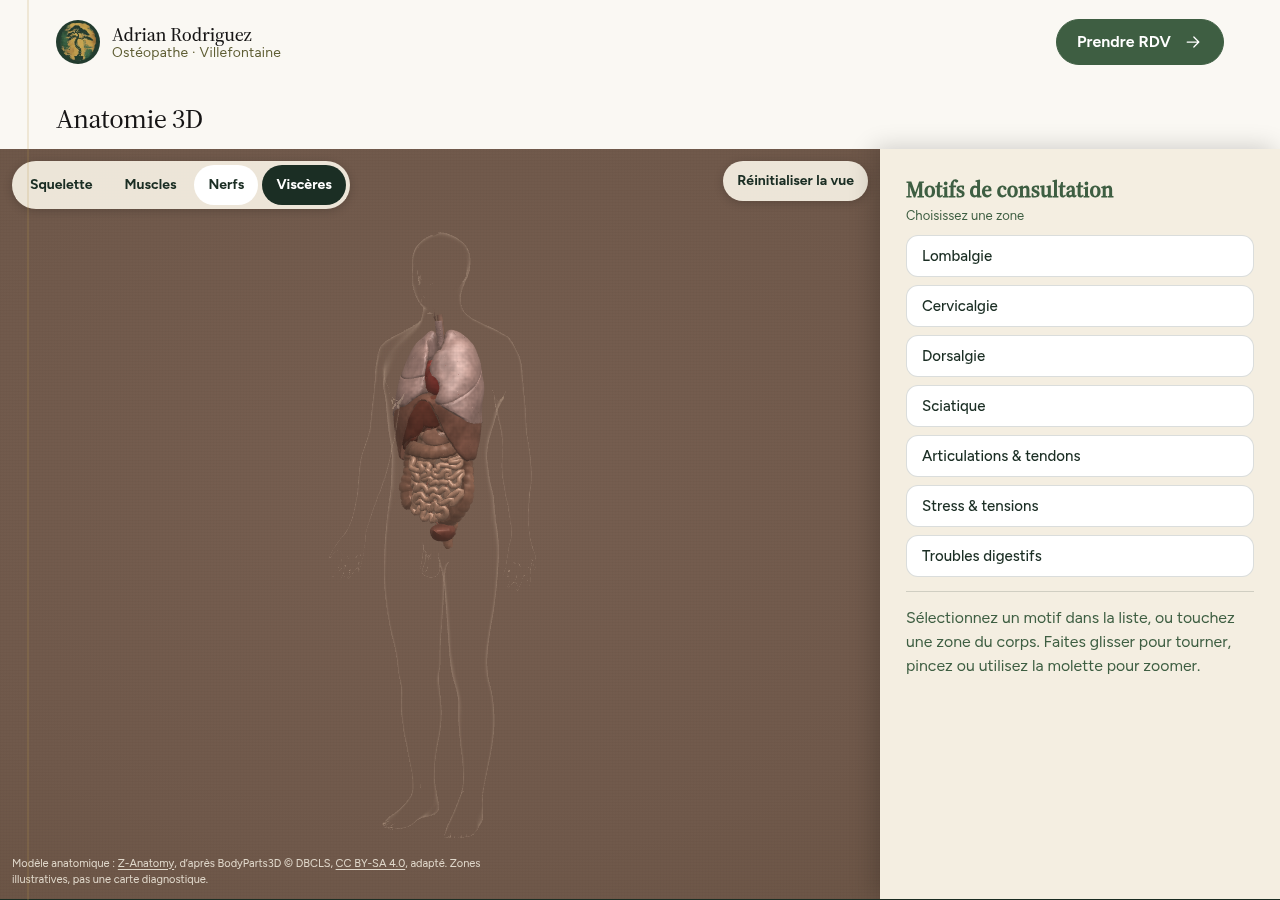 Adrian Rodriguez
Ostéopathe · Villefontaine
Prendre RDV
Anatomie 3D
Squelette
Muscles
Nerfs
Viscères
Réinitialiser la vue
Motifs de consultation
Choisissez une zone
Lombalgie
Cervicalgie
Dorsalgie
Sciatique
Articulations & tendons
Stress & tensions
Troubles digestifs
Sélectionnez un motif dans la liste, ou touchez
une zone du corps. Faites glisser pour tourner,
pincez ou utilisez la molette pour zoomer.
Modèle anatomique : Z-Anatomy, d'après BodyParts3D © DBCLS, CC BY-SA 4.0, adapté. Zones
illustratives, pas une carte diagnostique.